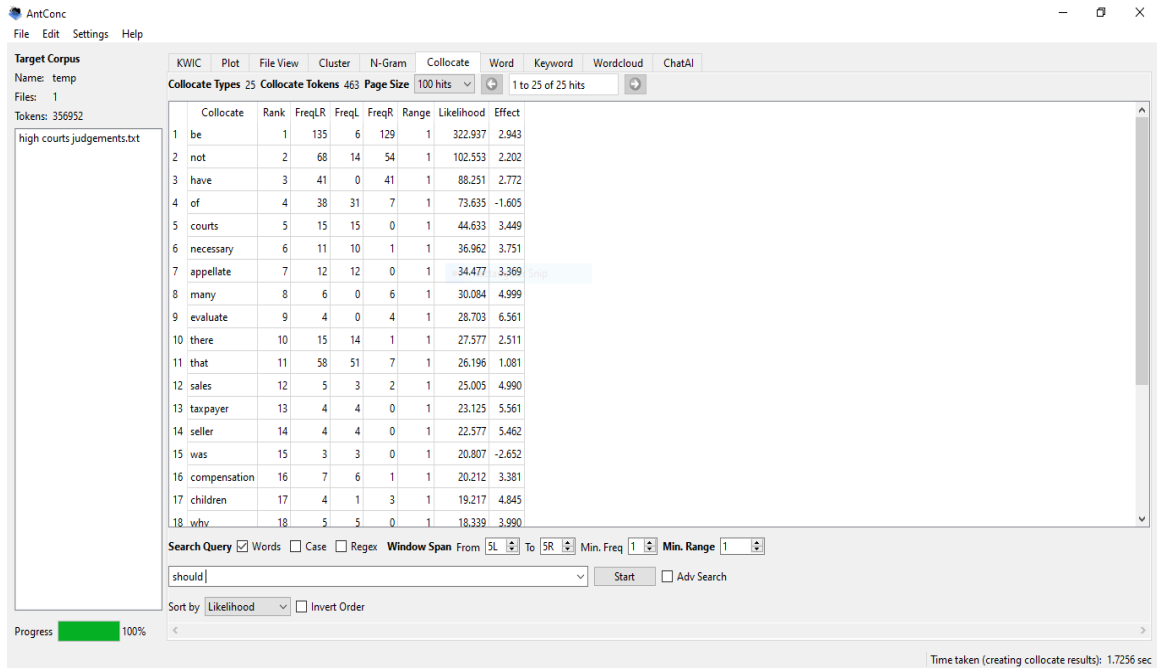 AntConc
File Edit Settings Help
Target Corpus
Name: temp
Files: 1
Tokens: 356952
high courts judgements.txt
Progress 100%
KWIC Plot File View Cluster N-Gram Collocate Word Keyword Wordcloud ChatAI
Collocate Types 25 Collocate Tokens 463 Page Size 100 hits 1 to 25 of 25 hits
Collocate Rank FreqLR FreqL FreqR Range Likelihood Effect
1 be 1 135 6 129 1 322.937 2.943
2 not 2 68 14 54 1 102.553 2.202
3 have 3 41 0 41 1 88.251 2.772
4 of 4 38 31 7 1 73.635 -1.605
5 courts 5 15 15 0 1 44.633 3.449
6 necessary 6 11 10 1 1 36.962 3.751
7 appellate 7 12 12 0 1 34.477 3.369
8 many 8 6 0 6 1 30.084 4.999
9 evaluate 9 4 0 4 1 28.703 6.561
10 there 10 15 14 1 1 27.577 2.511
11 that 11 58 51 7 1 26.196 1.081
12 sales 12 5 3 2 1 25.005 4.990
13 taxpayer 13 4 4 0 1 23.125 5.561
14 seller 14 4 4 0 1 22.577 5.462
15 was 15 3 3 0 1 20.807 -2.652
16 compensation 16 7 6 1 1 20.212 3.381
17 children 17 4 1 3 1 19.217 4.845
18 why 18 5 5 0 1 18.339 3.990
Search Query Words Case Regex Window Span From 5L To 5R Min. Freq 1 Min. Range 1
should Start Adv Search
Sort by Likelihood Invert Order
Time taken (creating collocate results): 1.7256 sec